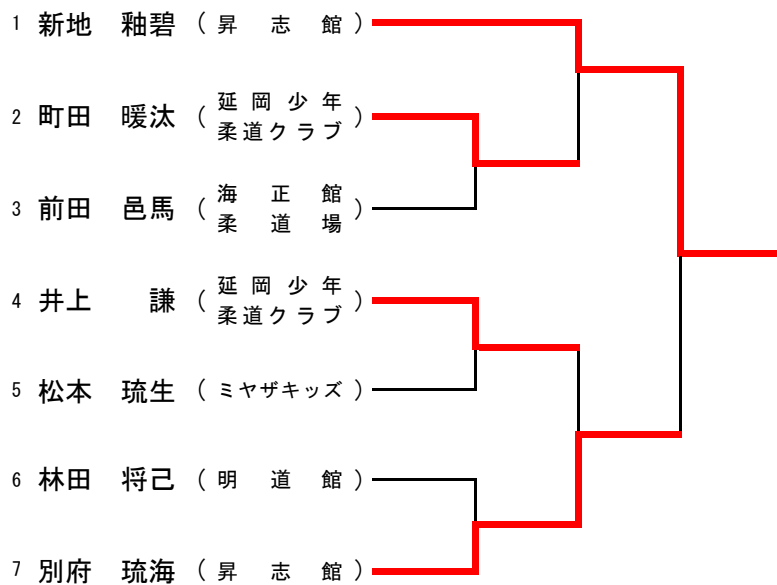 1 新地 釉碧 ( 昇 志 館 )
2 町田 暖汰 ( 延岡少年
柔道クラブ )
3 前田 邑馬 ( 海 正 館
柔 道 場 )
4 井上 謙 ( 延岡少年
柔道クラブ )
5 松本 琉生 ( ミヤザキッズ )
6 林田 将己 ( 明 道 館 )
7 別府 琉海 ( 昇 志 館 )